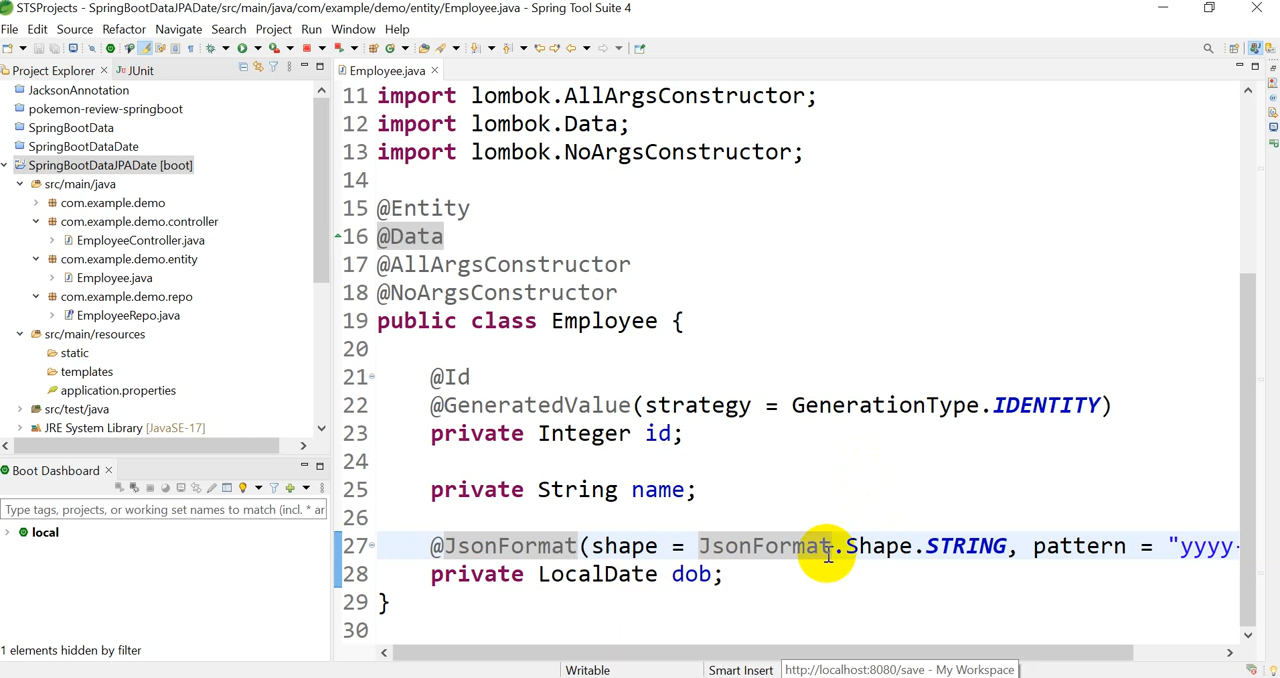 STSProjects - SpringBootDataJPADate/src/main/java/com/example/demo/entity/Employee.java - Spring Tool Suite 4
File Edit Source Refactor Navigate Search Project Run Window Help
Project Explorer JUnit
JacksonAnnotation
pokemon-review-springboot
SpringBootData
SpringBootDataDate
SpringBootDataJPADate [boot]
src/main/java
com.example.demo
com.example.demo.controller
EmployeeController.java
com.example.demo.entity
Employee.java
com.example.demo.repo
EmployeeRepo.java
src/main/resources
static
templates
application.properties
src/test/java
JRE System Library [JavaSE-17]
Boot Dashboard
Type tags, projects, or working set names to match (incl. * ar
local
1 elements hidden by filter
Employee.java
11 import lombok.AllArgsConstructor;
12 import lombok.Data;
13 import lombok.NoArgsConstructor;
14
15 @Entity
16 @Data
17 @AllArgsConstructor
18 @NoArgsConstructor
19 public class Employee {
20
21 @Id
22 @GeneratedValue(strategy = GenerationType.IDENTITY)
23 private Integer id;
24
25 private String name;
26
27 @JsonFormat(shape = JsonFormat.Shape.STRING, pattern = "yyyy-
28 private LocalDate dob;
29 }
30
Writable Smart Insert http://localhost:8080/save - My Workspace